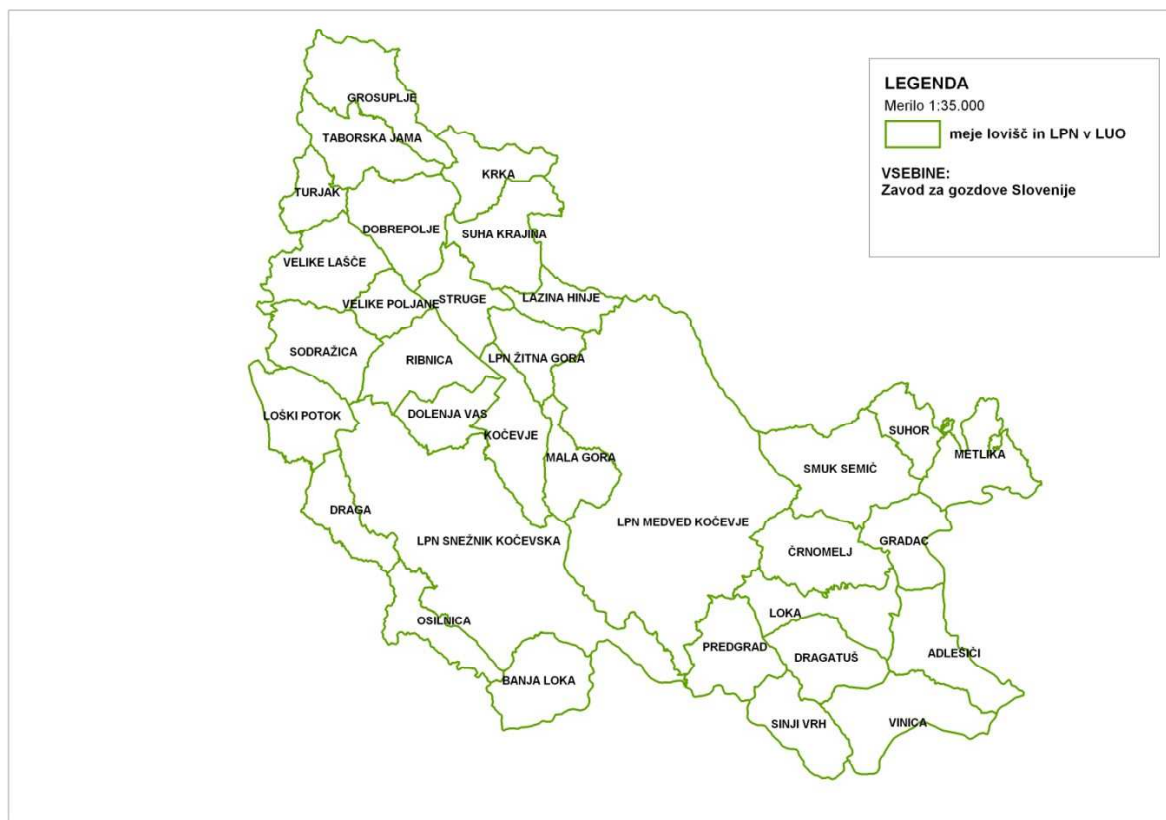 GROSUPLJE
TABORSKA JAMA
KRKA
TURJAK
DOBREPOLJE
SUHA KRAJINA
VELIKE LAŠČE
VELIKE POLJANE
STRUGE
LAZINA HINJE
SODRAŽICA
RIBNICA
LPN ŽITNA GORA
LOŠKI POTOK
DOLENJA VAS
KOČEVJE
MALA GORA
SUHOR
METLIKA
SMUK SEMIČ
DRAGA
LPN SNEŽNIK KOČEVSKA
LPN MEDVED KOČEVJE
ČRNOMELJ
GRADAC
OSILNICA
LOKA
PREDGRAD
DRAGATUŠ
ADLEŠIČI
BANJA LOKA
SINJI VRH
VINICA
LEGENDA
Merilo 1:35.000
meje lovišč in LPN v LUO
VSEBINE:
Zavod za gozdove Slovenije